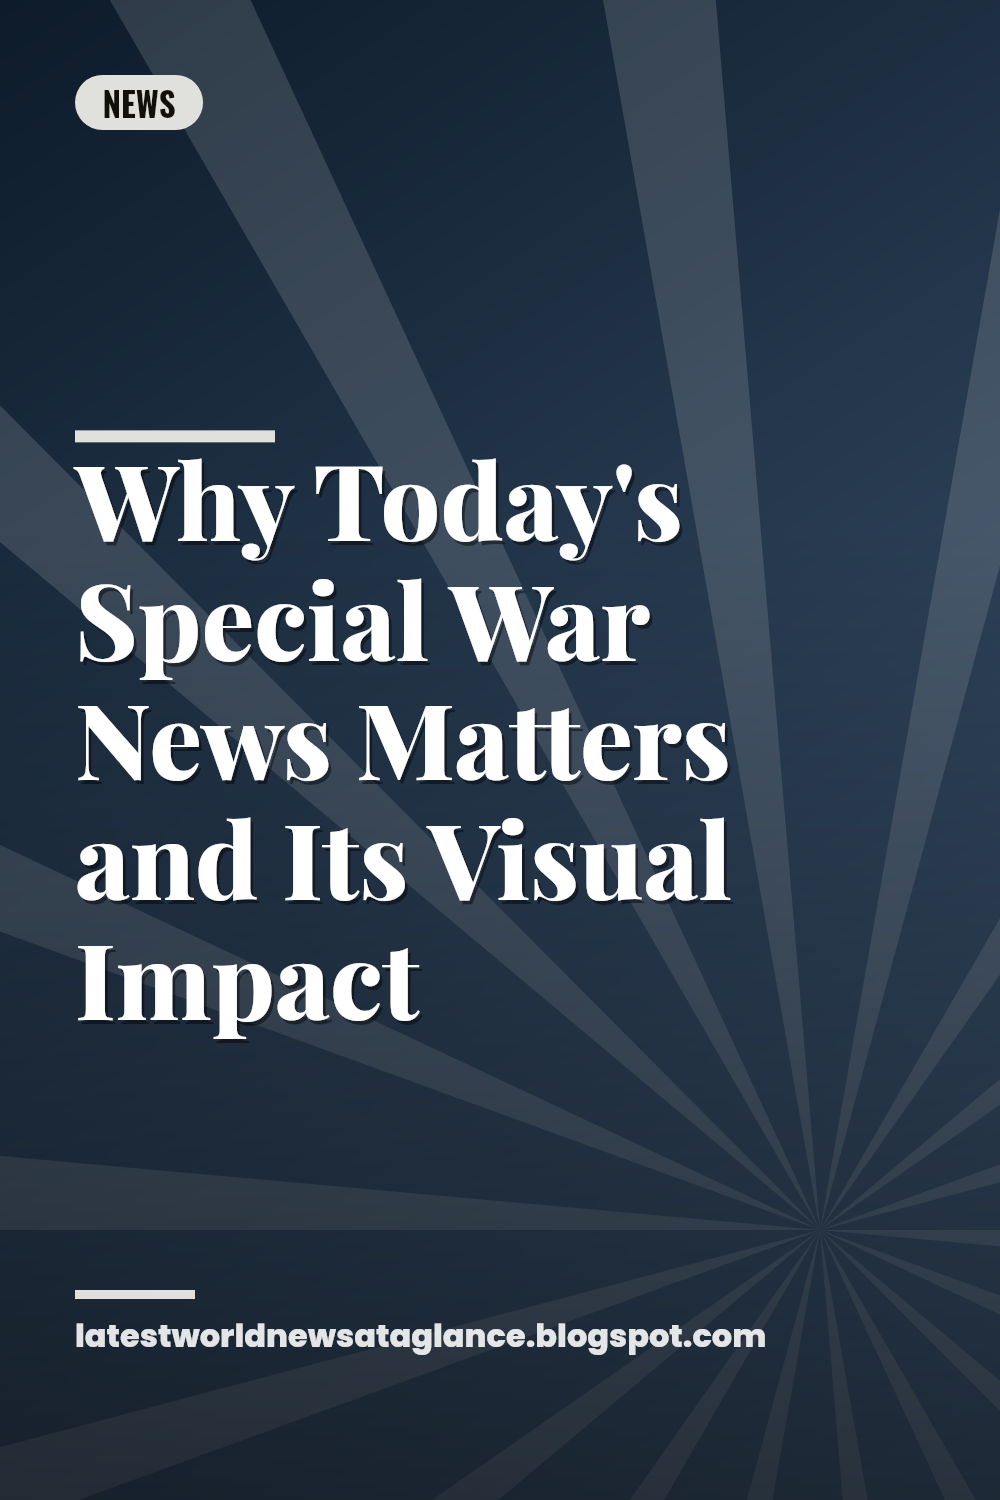 NEWS
Why Today's
Special War
News Matters
and Its Visual
Impact
latestworldnewsataglance.blogspot.com